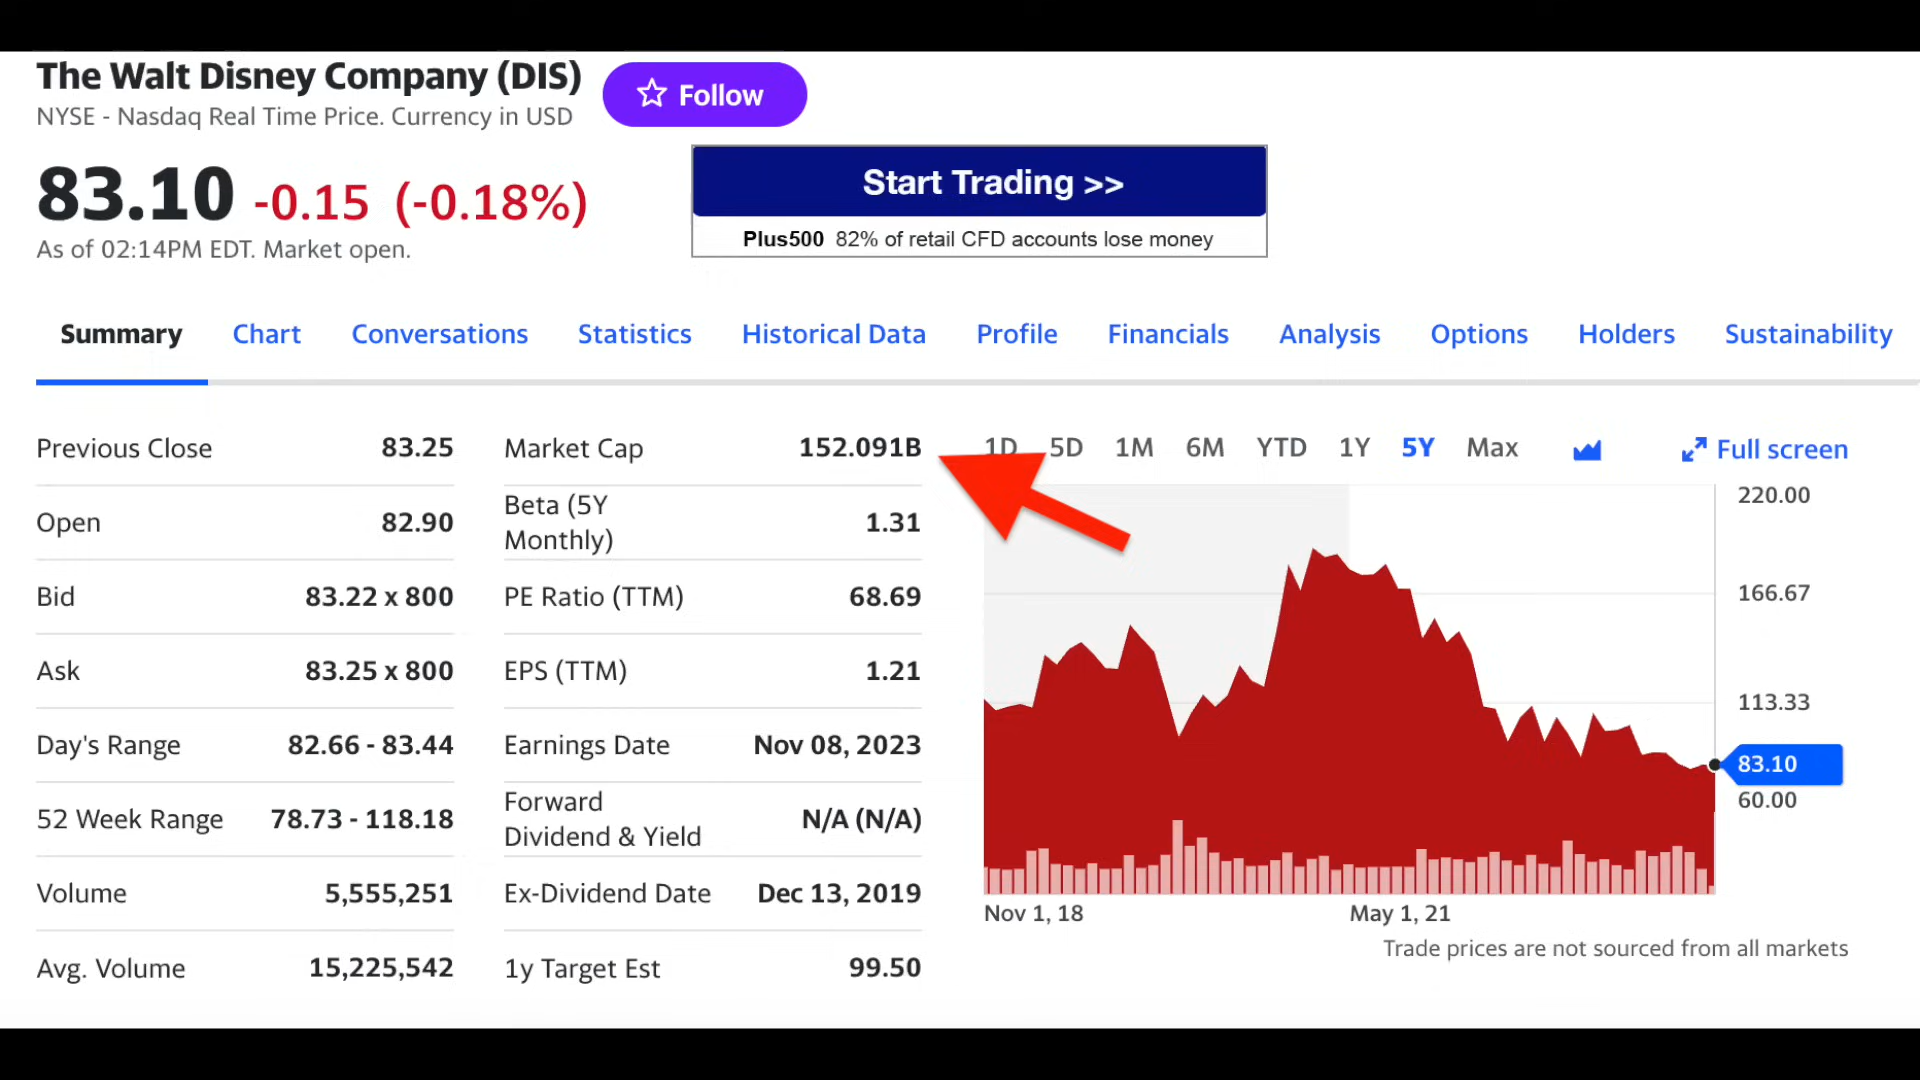 The Walt Disney Company (DIS)
Follow
NYSE - Nasdaq Real Time Price. Currency in USD
83.10 -0.15 (-0.18%)
As of 02:14PM EDT. Market open.
Start Trading >>
Plus500 82% of retail CFD accounts lose money
Summary Chart Conversations Statistics Historical Data Profile Financials Analysis Options Holders Sustainability
Previous Close 83.25
Open 82.90
Bid 83.22 x 800
Ask 83.25 x 800
Day's Range 82.66 - 83.44
52 Week Range 78.73 - 118.18
Volume 5,555,251
Avg. Volume 15,225,542
Market Cap 152.091B
Beta (5Y
Monthly) 1.31
PE Ratio (TTM) 68.69
EPS (TTM) 1.21
Earnings Date Nov 08, 2023
Forward
Dividend & Yield N/A (N/A)
Ex-Dividend Date Dec 13, 2019
1y Target Est 99.50
1D 5D 1M 6M YTD 1Y 5Y Max Full screen
220.00
166.67
113.33
83.10
60.00
Nov 1, 18 May 1, 21
Trade prices are not sourced from all markets